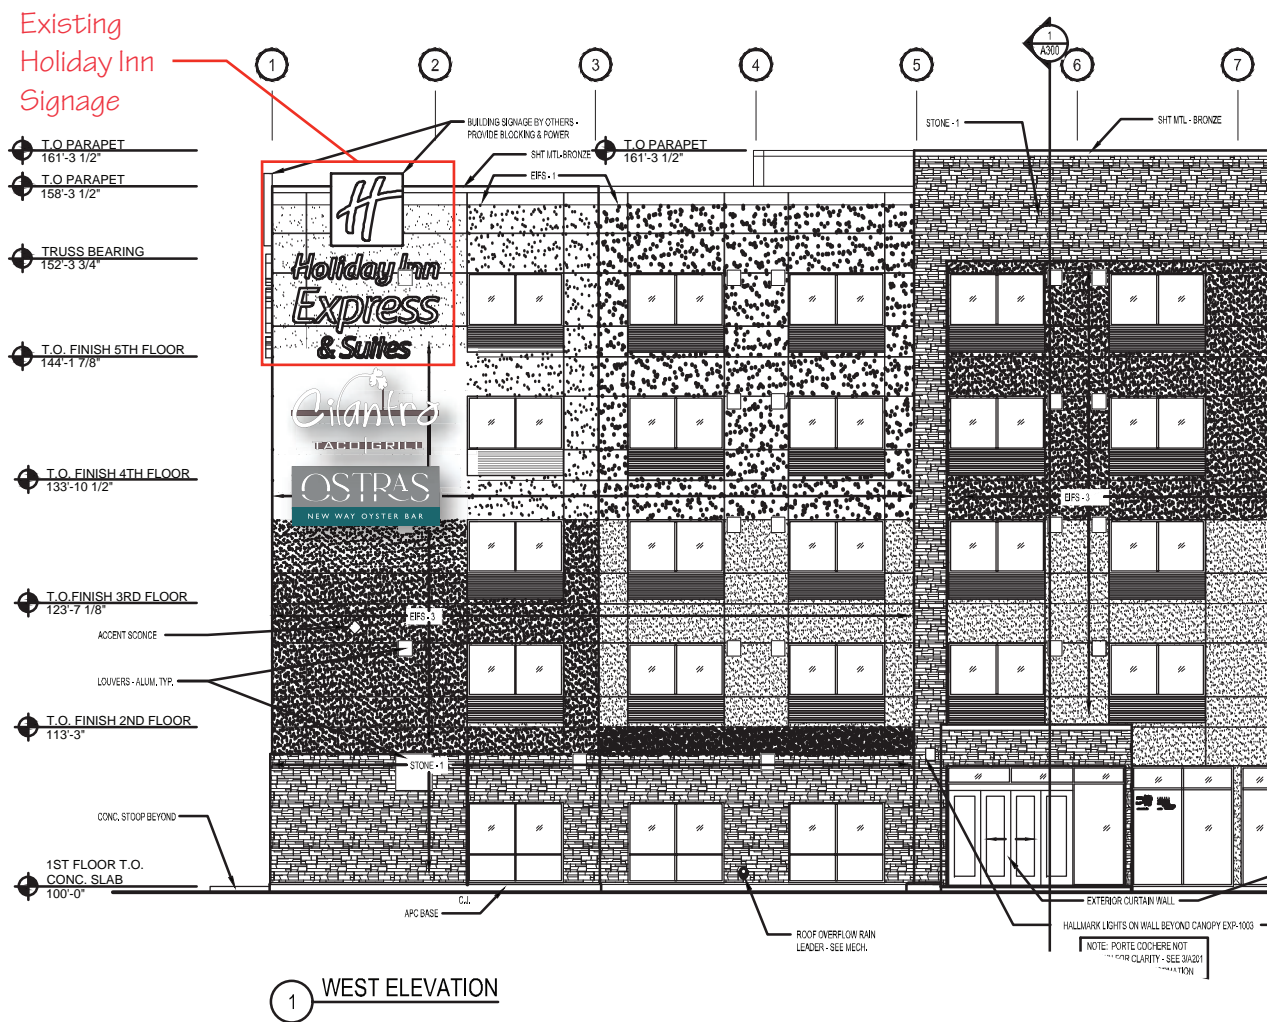 Existing
Holiday Inn
Signage
1
2
3
4
5
6
7
1
A300
BUILDING SIGNAGE BY OTHERS -
PROVIDE BLOCKING & POWER
SHT MTL-BRONZE
EIFS - 1
STONE - 1
SHT MTL - BRONZE
T.O PARAPET
161'-3 1/2"
T.O PARAPET
161'-3 1/2"
T.O PARAPET
158'-3 1/2"
TRUSS BEARING
152'-3 3/4"
T.O. FINISH 5TH FLOOR
144'-1 7/8"
T.O. FINISH 4TH FLOOR
133'-10 1/2"
T.O.FINISH 3RD FLOOR
123'-7 1/8"
T.O. FINISH 2ND FLOOR
113'-3"
1ST FLOOR T.O.
CONC. SLAB
100'-0"
H
Holiday Inn
Express
& Suites
Cilantro
TACO | GRILL
OSTRAS
NEW WAY OYSTER BAR
EIFS - 3
EIFS - 3
ACCENT SCONCE
LOUVERS - ALUM. TYP.
STONE - 1
CONC. STOOP BEYOND
C.J.
APC BASE
ROOF OVERFLOW RAIN
LEADER - SEE MECH.
EXTERIOR CURTAIN WALL
HALLMARK LIGHTS ON WALL BEYOND CANOPY EXP-1003
NOTE: PORTE COCHERE NOT
FOR CLARITY - SEE 3/A201
1
WEST ELEVATION